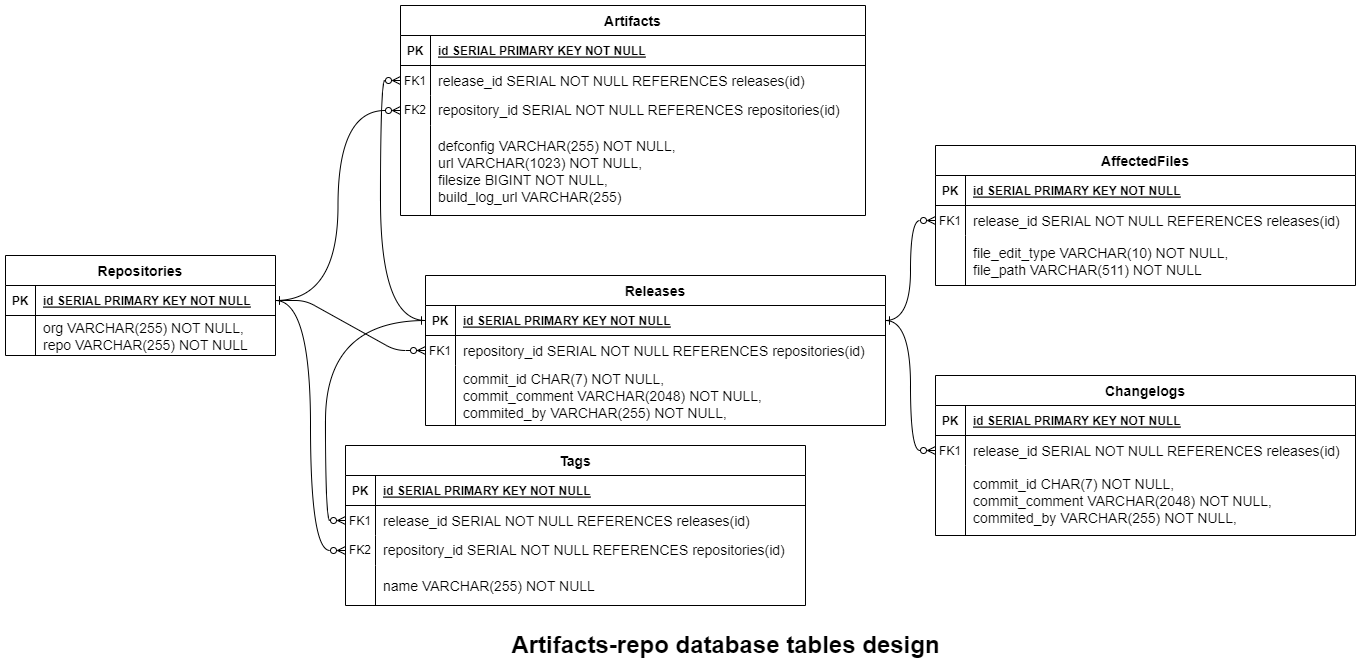 Artifacts
PK id SERIAL PRIMARY KEY NOT NULL
FK1 release_id SERIAL NOT NULL REFERENCES releases(id)
FK2 repository_id SERIAL NOT NULL REFERENCES repositories(id)
defconfig VARCHAR(255) NOT NULL,
url VARCHAR(1023) NOT NULL,
filesize BIGINT NOT NULL,
build_log_url VARCHAR(255)
AffectedFiles
PK id SERIAL PRIMARY KEY NOT NULL
FK1 release_id SERIAL NOT NULL REFERENCES releases(id)
file_edit_type VARCHAR(10) NOT NULL,
file_path VARCHAR(511) NOT NULL
Repositories
PK id SERIAL PRIMARY KEY NOT NULL
org VARCHAR(255) NOT NULL,
repo VARCHAR(255) NOT NULL
Releases
PK id SERIAL PRIMARY KEY NOT NULL
FK1 repository_id SERIAL NOT NULL REFERENCES repositories(id)
commit_id CHAR(7) NOT NULL,
commit_comment VARCHAR(2048) NOT NULL,
commited_by VARCHAR(255) NOT NULL,
Changelogs
PK id SERIAL PRIMARY KEY NOT NULL
FK1 release_id SERIAL NOT NULL REFERENCES releases(id)
commit_id CHAR(7) NOT NULL,
commit_comment VARCHAR(2048) NOT NULL,
commited_by VARCHAR(255) NOT NULL,
Tags
PK id SERIAL PRIMARY KEY NOT NULL
FK1 release_id SERIAL NOT NULL REFERENCES releases(id)
FK2 repository_id SERIAL NOT NULL REFERENCES repositories(id)
name VARCHAR(255) NOT NULL
Artifacts-repo database tables design